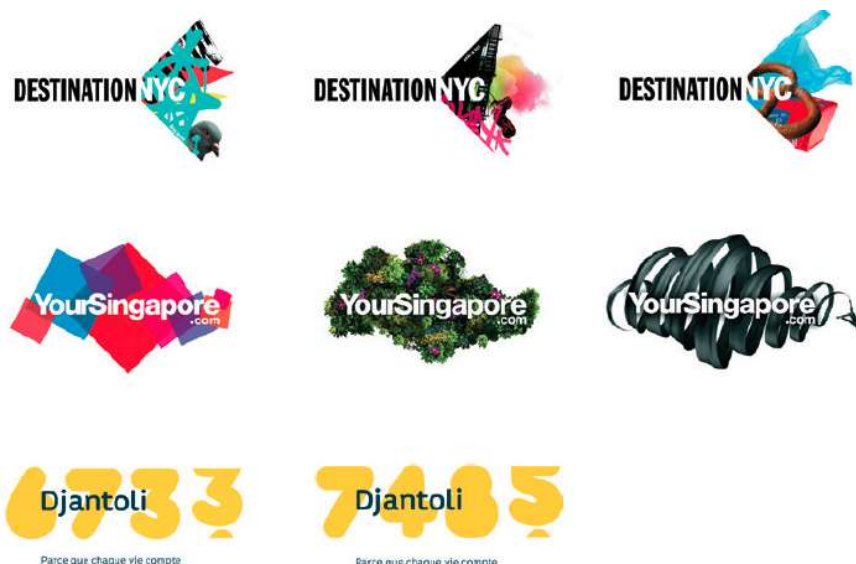 DESTINATIONNYC
DESTINATIONNYC
DESTINATIONNYC
YourSingapore
.com
YourSingapore
.com
YourSingapore
.com
6733
Djantoli
Parce que chaque vie compte
7485
Djantoli
Parce que chaque vie compte